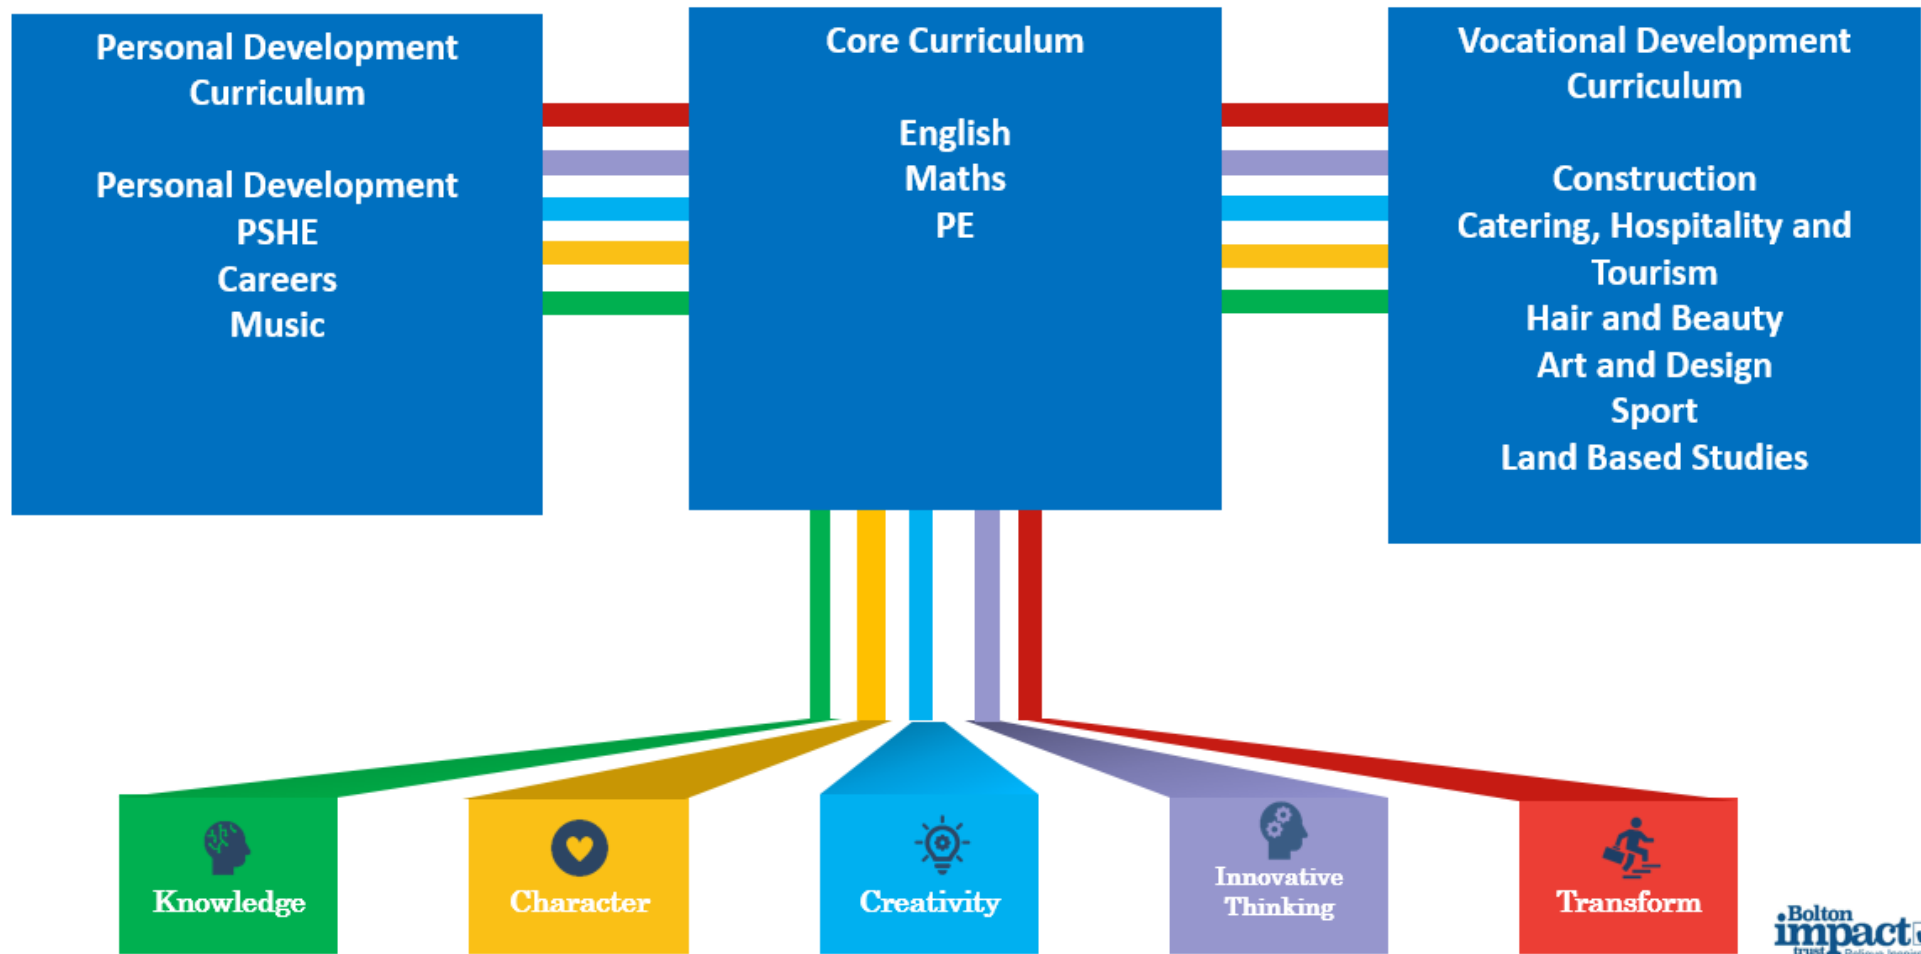 Personal Development
Curriculum
Personal Development
PSHE
Careers
Music
Core Curriculum
English
Maths
PE
Vocational Development
Curriculum
Construction
Catering, Hospitality and
Tourism
Hair and Beauty
Art and Design
Sport
Land Based Studies
Knowledge
Character
Creativity
Innovative
Thinking
Transform
Bolton
impact
trust Believe